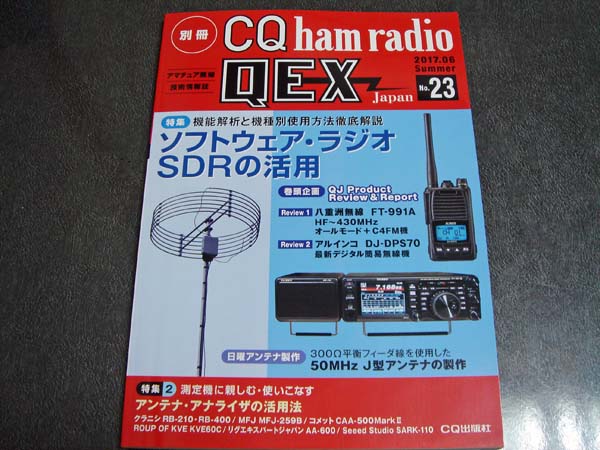 別冊
CQ ham radio
アマチュア無線
技術情報誌
QEX Japan
2017.06
Summer
No.23
特集 機能解析と機種別使用方法徹底解説
ソフトウェア・ラジオ
SDRの活用
巻頭企画 QJ Product
Review & Report
Review 1 八重洲無線 FT-991A
HF~430MHz
オールモード+C4FM機
Review 2 アルインコ DJ-DPS70
最新デジタル簡易無線機
日曜アンテナ製作 300Ω平衡フィーダ線を使用した
50MHz J型アンテナの製作
特集2 測定機に親しむ・使いこなす
アンテナ・アナライザの活用法
クラニシ RB-210・RB-400 / MFJ MFJ-259B / コメット CAA-500MarkⅡ
ROUP OF KVE KVE60C / リグエキスパートジャパン AA-600 / Seeed Studio SARK-110
CQ出版社